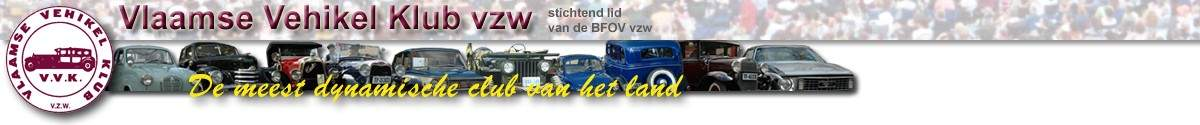 VLAAMSE VEHIKEL KLUB
V.V.K.
V.Z.W.
Vlaamse Vehikel Klub vzw
stichtend lid
van de BFOV vzw
De meest dynamische club van het land